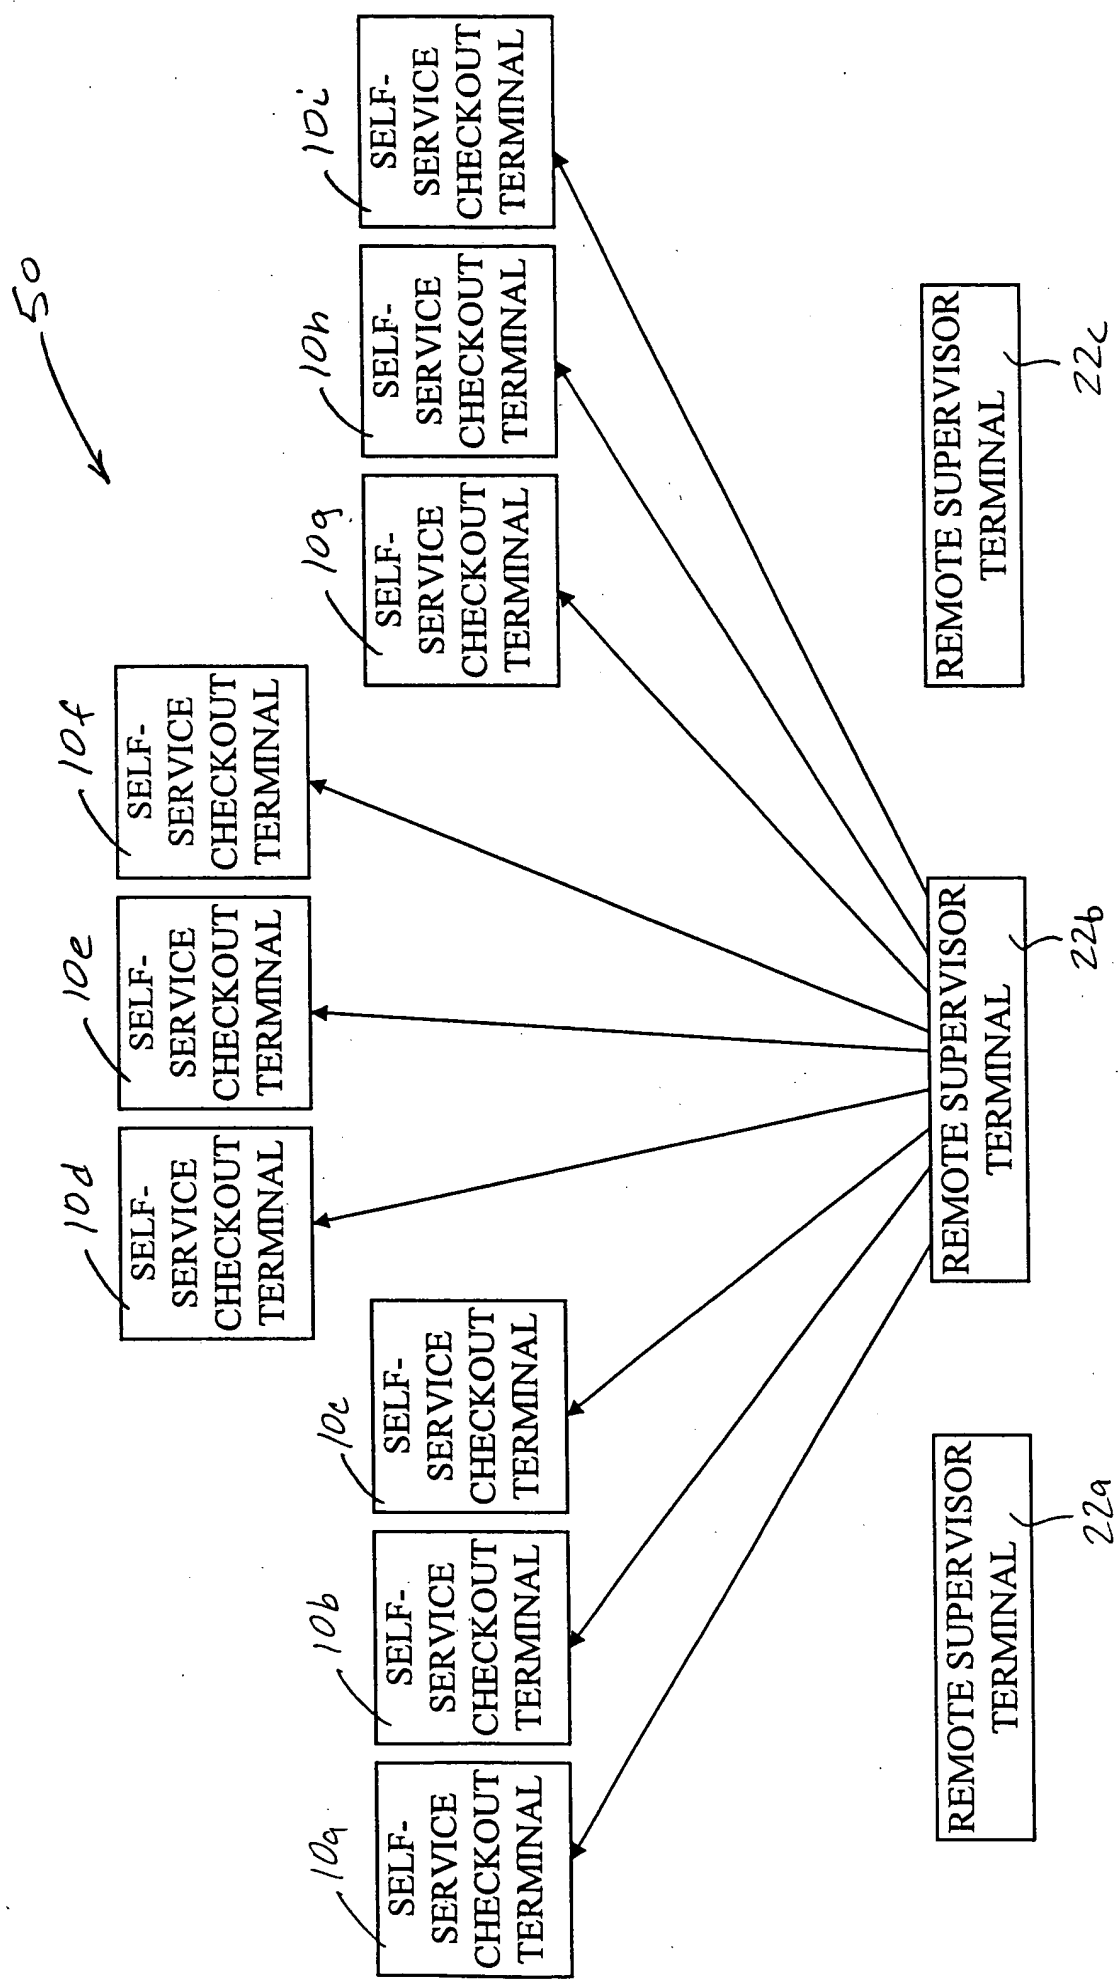 50
10d
10e
10f
SELF-
SERVICE
CHECKOUT
TERMINAL
SELF-
SERVICE
CHECKOUT
TERMINAL
SELF-
SERVICE
CHECKOUT
TERMINAL
10a
10b
10c
10g
10h
10i
SELF-
SERVICE
CHECKOUT
TERMINAL
SELF-
SERVICE
CHECKOUT
TERMINAL
SELF-
SERVICE
CHECKOUT
TERMINAL
SELF-
SERVICE
CHECKOUT
TERMINAL
SELF-
SERVICE
CHECKOUT
TERMINAL
SELF-
SERVICE
CHECKOUT
TERMINAL
REMOTE SUPERVISOR
TERMINAL
22a
REMOTE SUPERVISOR
TERMINAL
22b
REMOTE SUPERVISOR
TERMINAL
22c